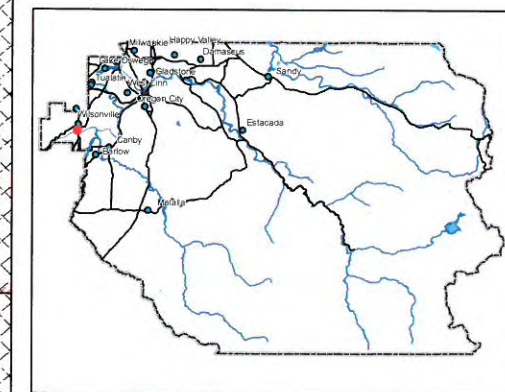 Milwaukie
Happy Valley
Damascus
Lake Oswego
Gladstone
Tualatin
Sandy
West Linn
Oregon City
Wilsonville
Estacada
Canby
Barlow
Molalla